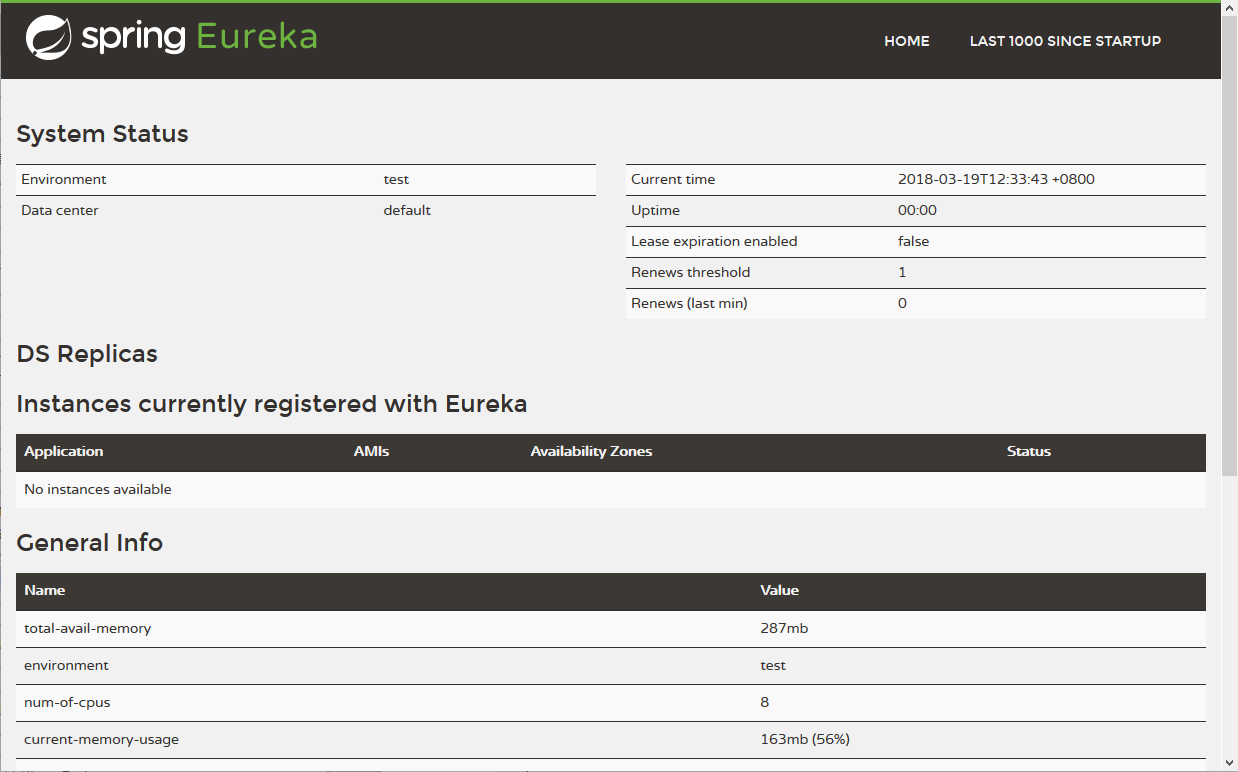 spring Eureka
HOME LAST 1000 SINCE STARTUP
System Status
Environment test
Data center default
Current time 2018-03-19T12:33:43 +0800
Uptime 00:00
Lease expiration enabled false
Renews threshold 1
Renews (last min) 0
DS Replicas
Instances currently registered with Eureka
Application AMIs Availability Zones Status
No instances available
General Info
Name Value
total-avail-memory 287mb
environment test
num-of-cpus 8
current-memory-usage 163mb (56%)